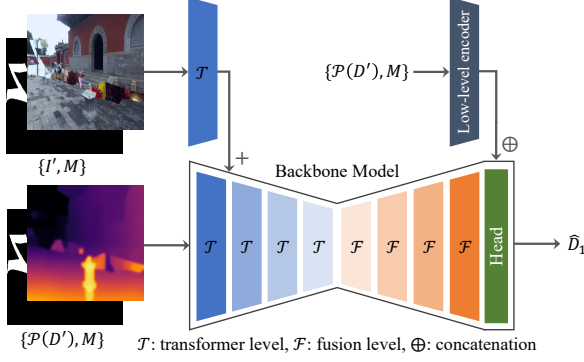 𝒯
{𝒫(D′), M}
Low-level encoder
{I′, M}
+
⊕
Backbone Model
𝒯
𝒯
𝒯
𝒯
ℱ
ℱ
ℱ
ℱ
Head
D̂₁
{𝒫(D′), M}
𝒯: transformer level, ℱ: fusion level, ⊕: concatenation